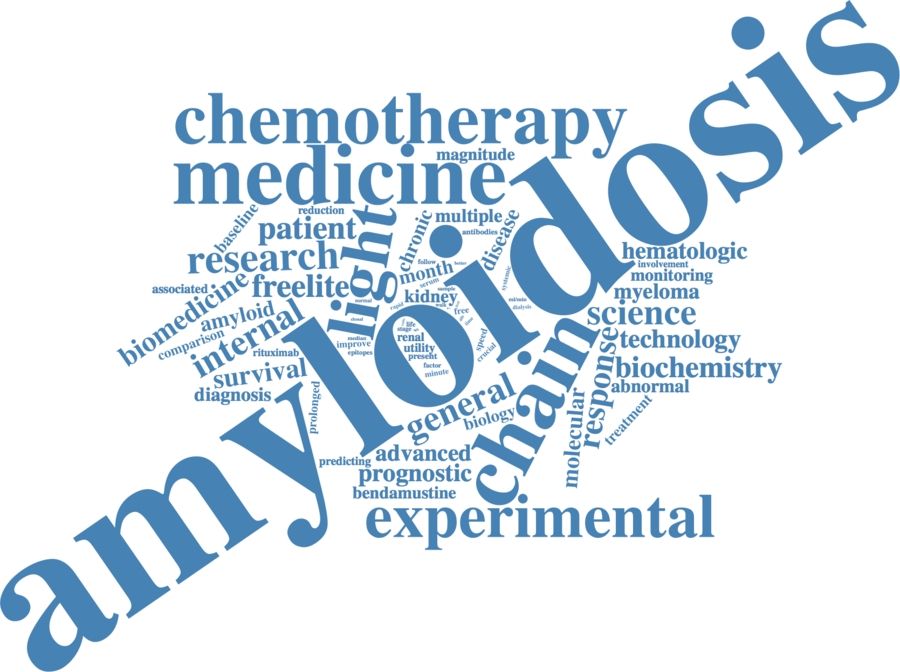 amyloidosis
chemotherapy
medicine
magnitude
reduction
baseline
patient
light
chronic
multiple
antibodies
disease
research
hematologic
involvement
monitoring
myeloma
science
technology
biochemistry
abnormal
associated
biomedicine
freelite
normal
follow
better
month
serum
sample
kidney
systemic
free
rapid
ml/min
dialysis
amyloid
comparison
internal
clonal
median
improve
epitopes
rituximab
survival
diagnosis
life
stage
renal
utility
present
factor
minute
speed
crucial
chain
response
treatment
molecular
prolonged
general
biology
predicting
advanced
prognostic
bendamustine
experimental